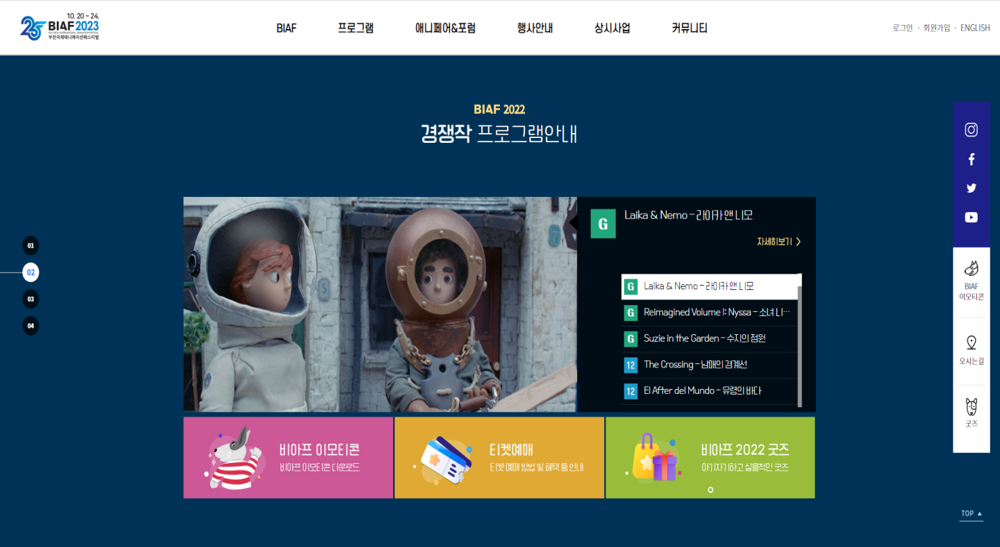 10. 20 ~ 24.
25 BIAF 2023
BUCHEON INTERNATIONAL ANIMATION FESTIVAL
부천국제애니메이션페스티벌
BIAF
프로그램
애니페어&포럼
행사안내
상시사업
커뮤니티
로그인 · 회원가입 · ENGLISH
BIAF 2022
경쟁작 프로그램안내
01
02
03
04
5
7
G Laika & Nemo – 라이카 앤 니모
자세히보기
G Laika & Nemo – 라이카 앤 니모
G Reimagined Volume I: Nyssa – 소녀 니…
G Suzie in the Garden – 수지의 정원
12 The Crossing – 남매의 경계선
12 El After del Mundo – 유령의 바다
비아프 이모티콘
비아프 이모티콘 다운로드
티켓예매
티켓 예매 방법 및 혜택 등 안내
비아프 2022 굿즈
아기자기하고 실용적인 굿즈
BIAF
이모티콘
오시는길
굿즈
TOP ▲